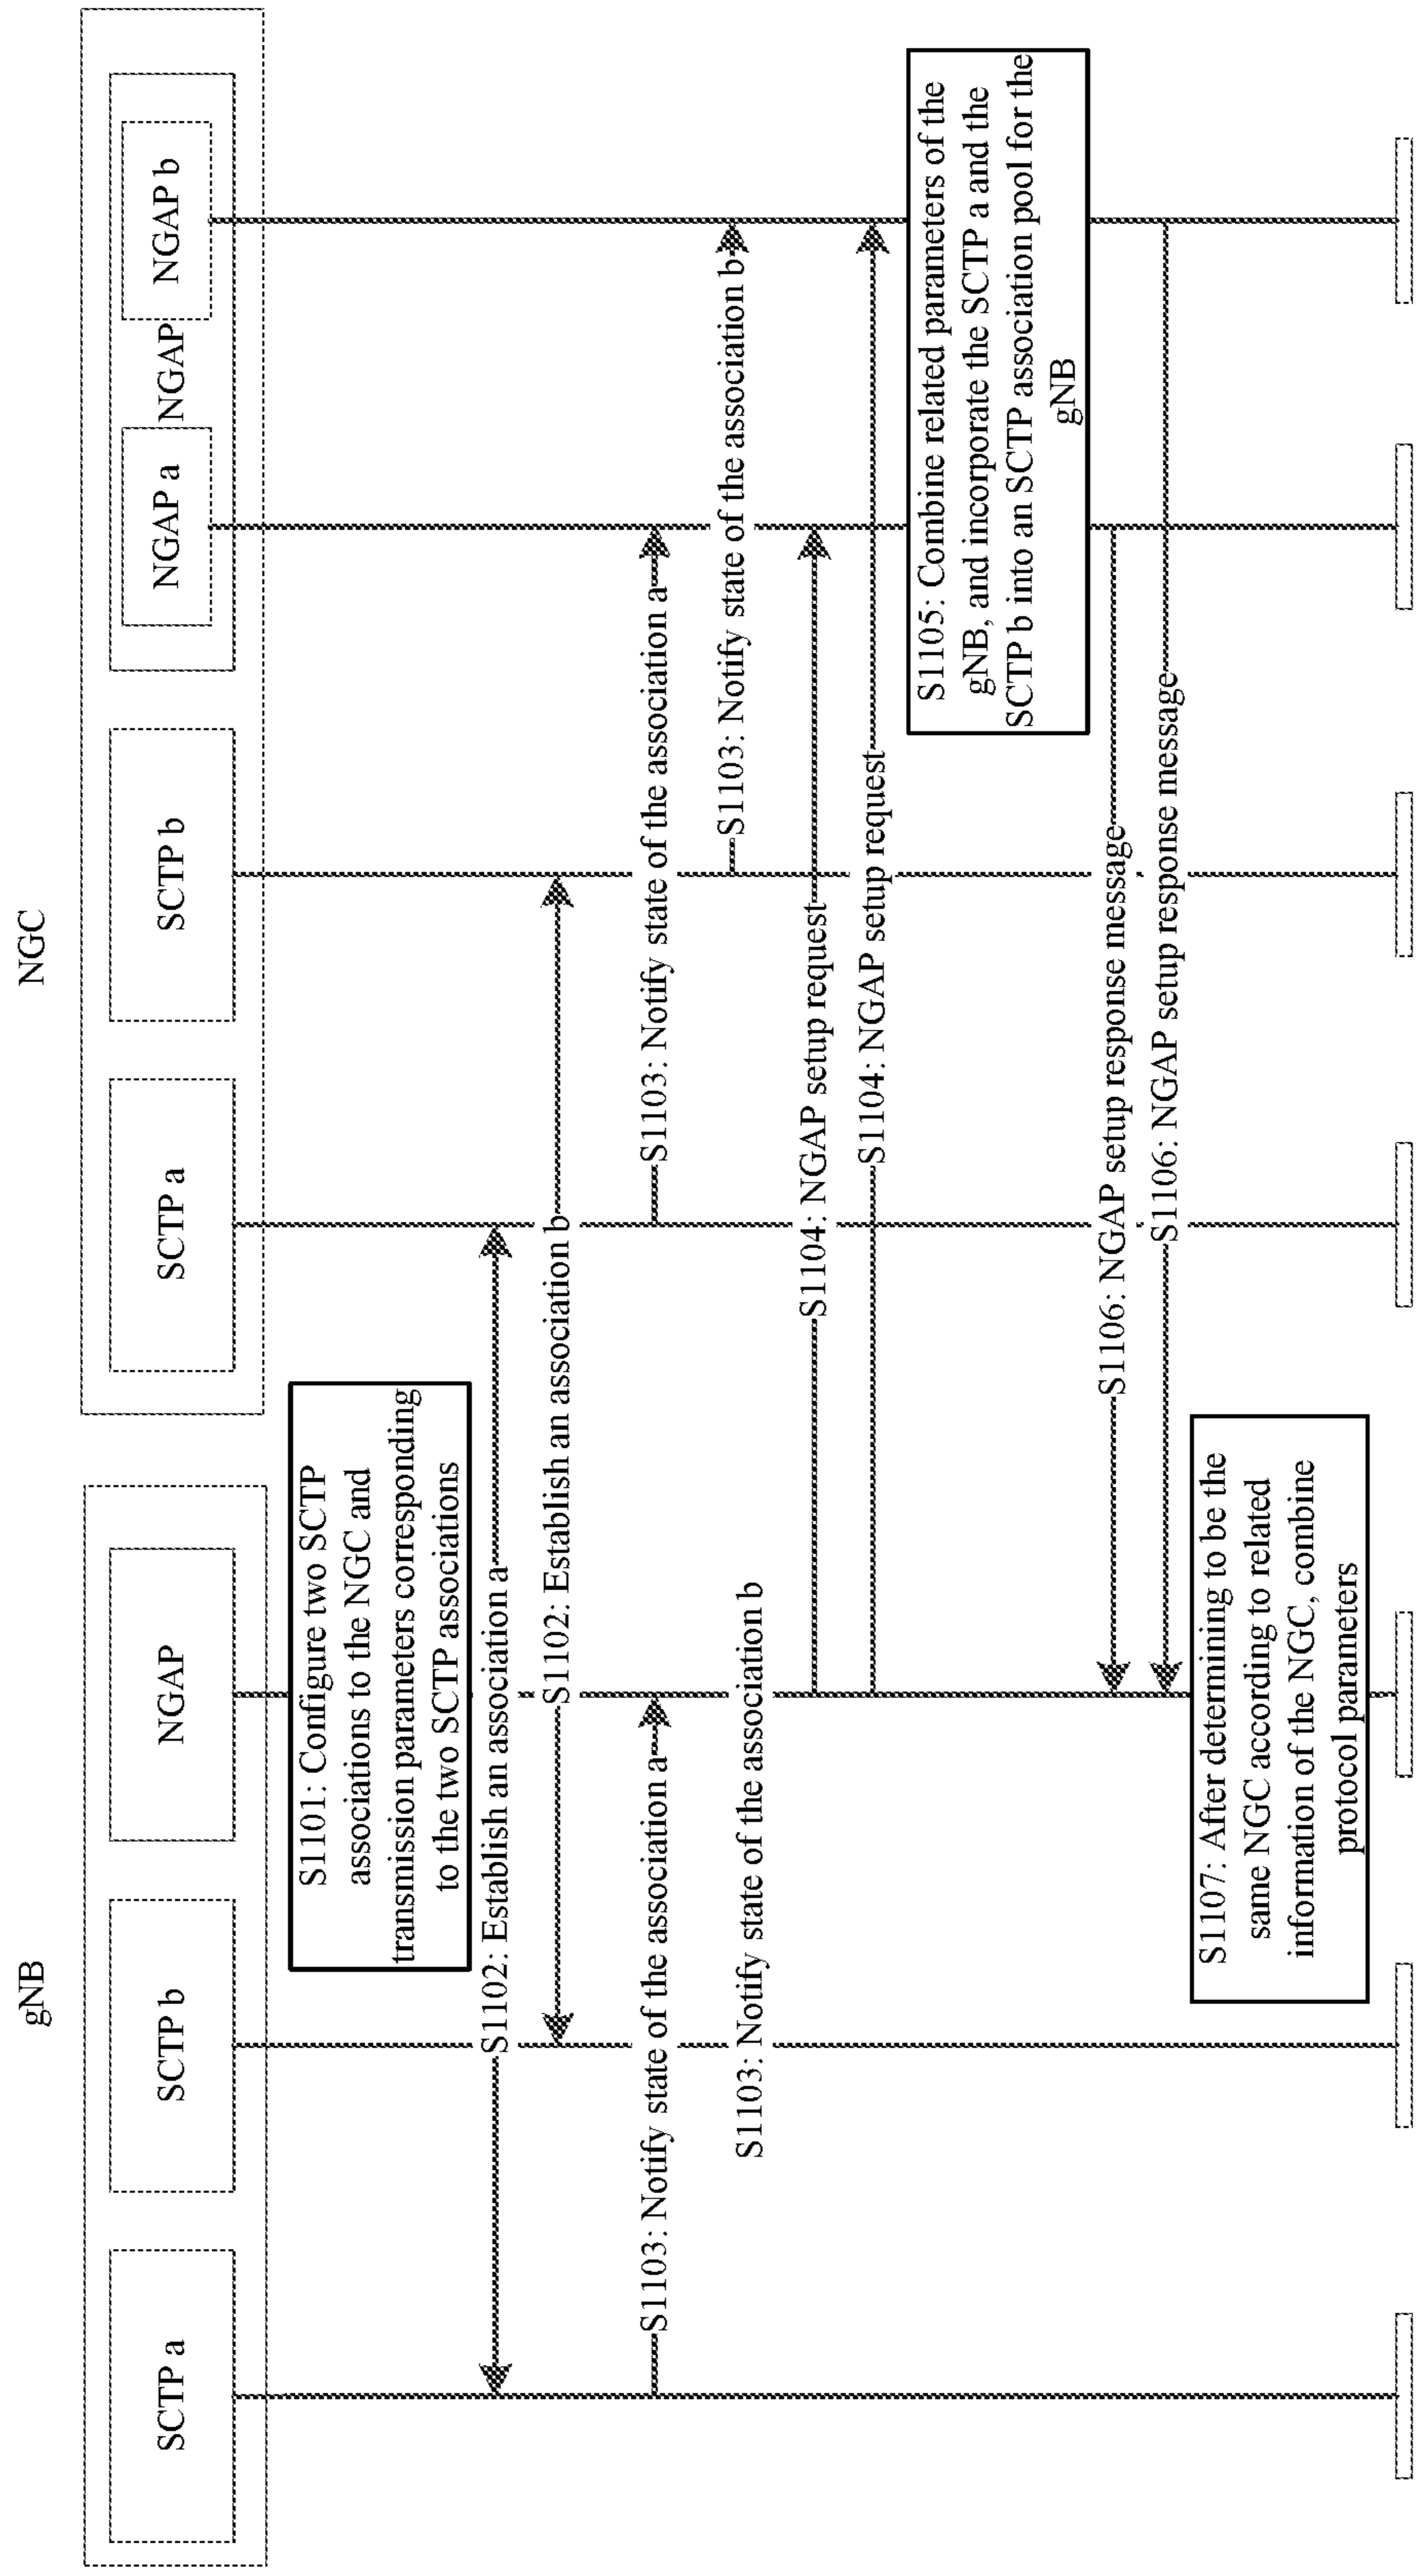 gNB
NGC
SCTP a
SCTP b
NGAP
SCTP a
SCTP b
NGAP a
NGAP
NGAP b
S1101: Configure two SCTP
associations to the NGC and
transmission parameters corresponding
to the two SCTP associations
S1102: Establish an association a
S1102: Establish an association b
S1103: Notify state of the association a
S1103: Notify state of the association a
S1103: Notify state of the association b
S1103: Notify state of the association b
S1104: NGAP setup request
S1104: NGAP setup request
S1105: Combine related parameters of the
gNB, and incorporate the SCTP a and the
SCTP b into an SCTP association pool for the
gNB
S1106: NGAP setup response message
S1106: NGAP setup response message
S1107: After determining to be the
same NGC according to related
information of the NGC, combine
protocol parameters